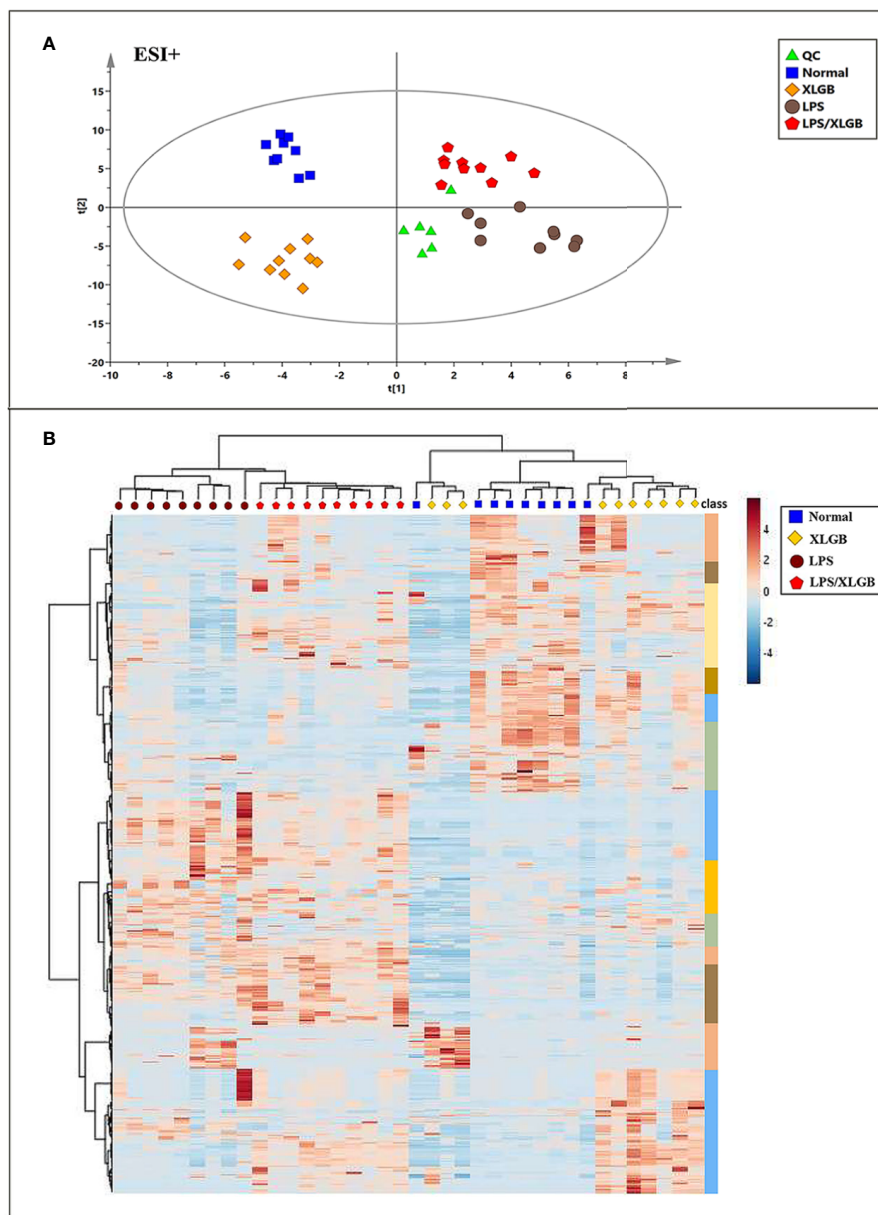 A
ESI+
QC
Normal
XLGB
LPS
LPS/XLGB
15
10
5
0
-5
-10
-15
-20
t[2]
-10
-8
-6
-4
-2
0
2
4
6
8
t[1]
B
class
4
2
0
-2
-4
Normal
XLGB
LPS
LPS/XLGB